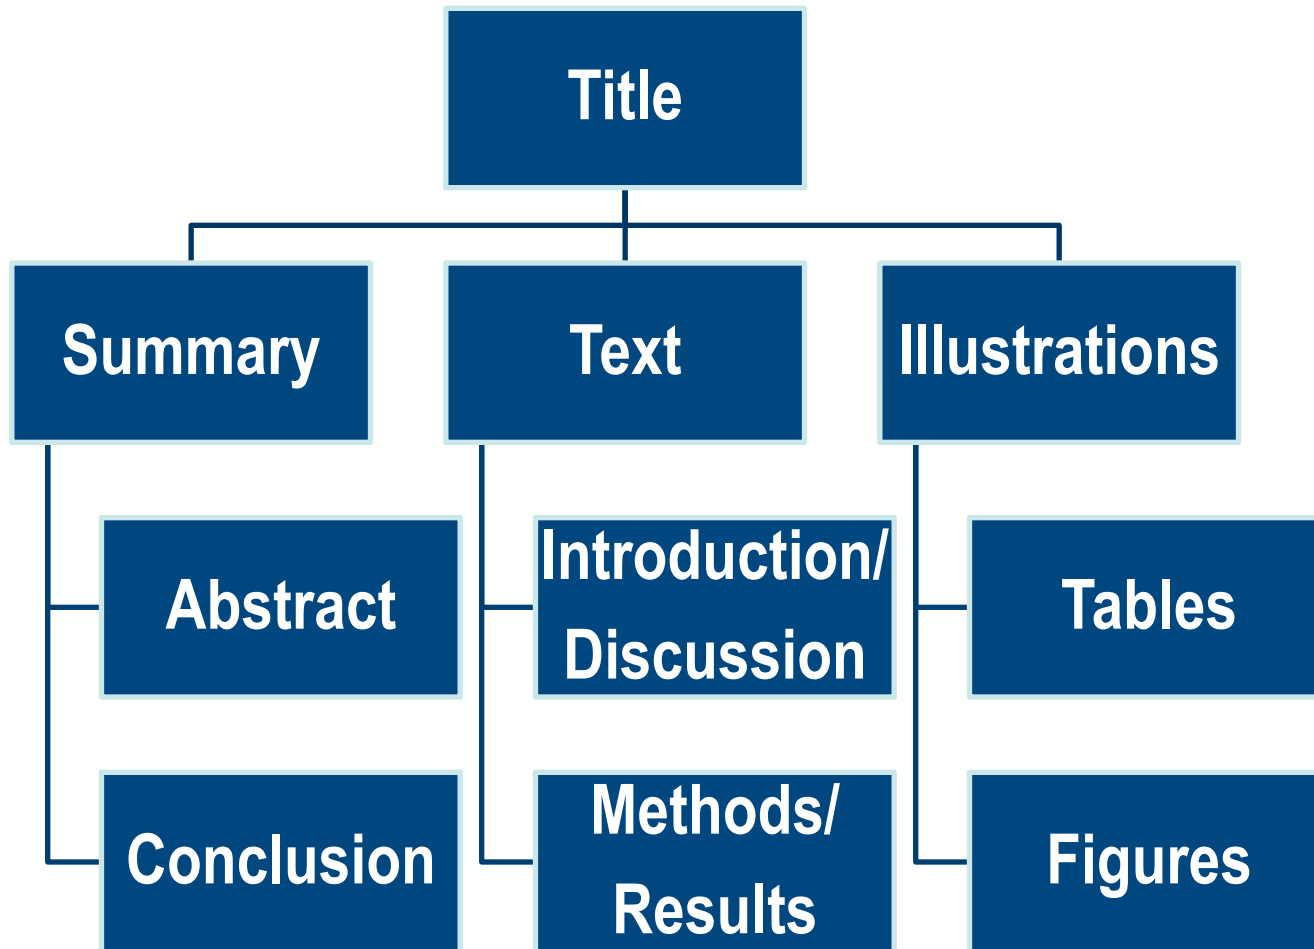 Title
Summary
Text
Illustrations
Abstract
Introduction/
Discussion
Tables
Conclusion
Methods/
Results
Figures